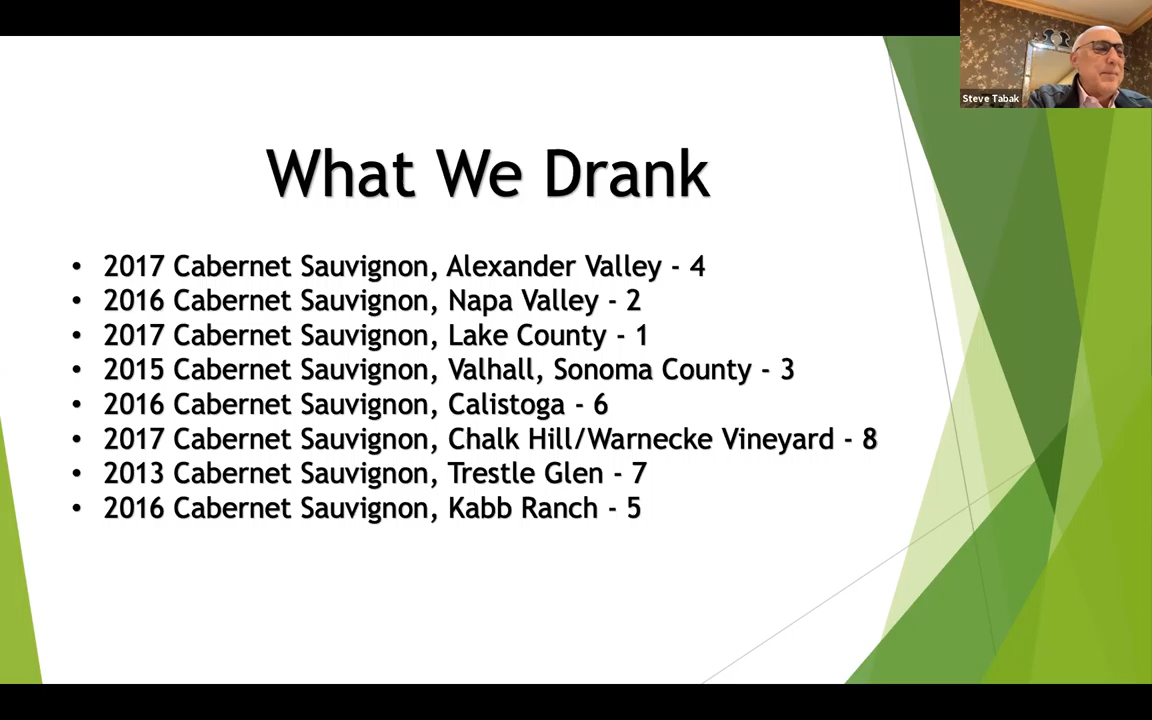 Steve Tabak
What We Drank
• 2017 Cabernet Sauvignon, Alexander Valley - 4
• 2016 Cabernet Sauvignon, Napa Valley - 2
• 2017 Cabernet Sauvignon, Lake County - 1
• 2015 Cabernet Sauvignon, Valhall, Sonoma County - 3
• 2016 Cabernet Sauvignon, Calistoga - 6
• 2017 Cabernet Sauvignon, Chalk Hill/Warnecke Vineyard - 8
• 2013 Cabernet Sauvignon, Trestle Glen - 7
• 2016 Cabernet Sauvignon, Kabb Ranch - 5